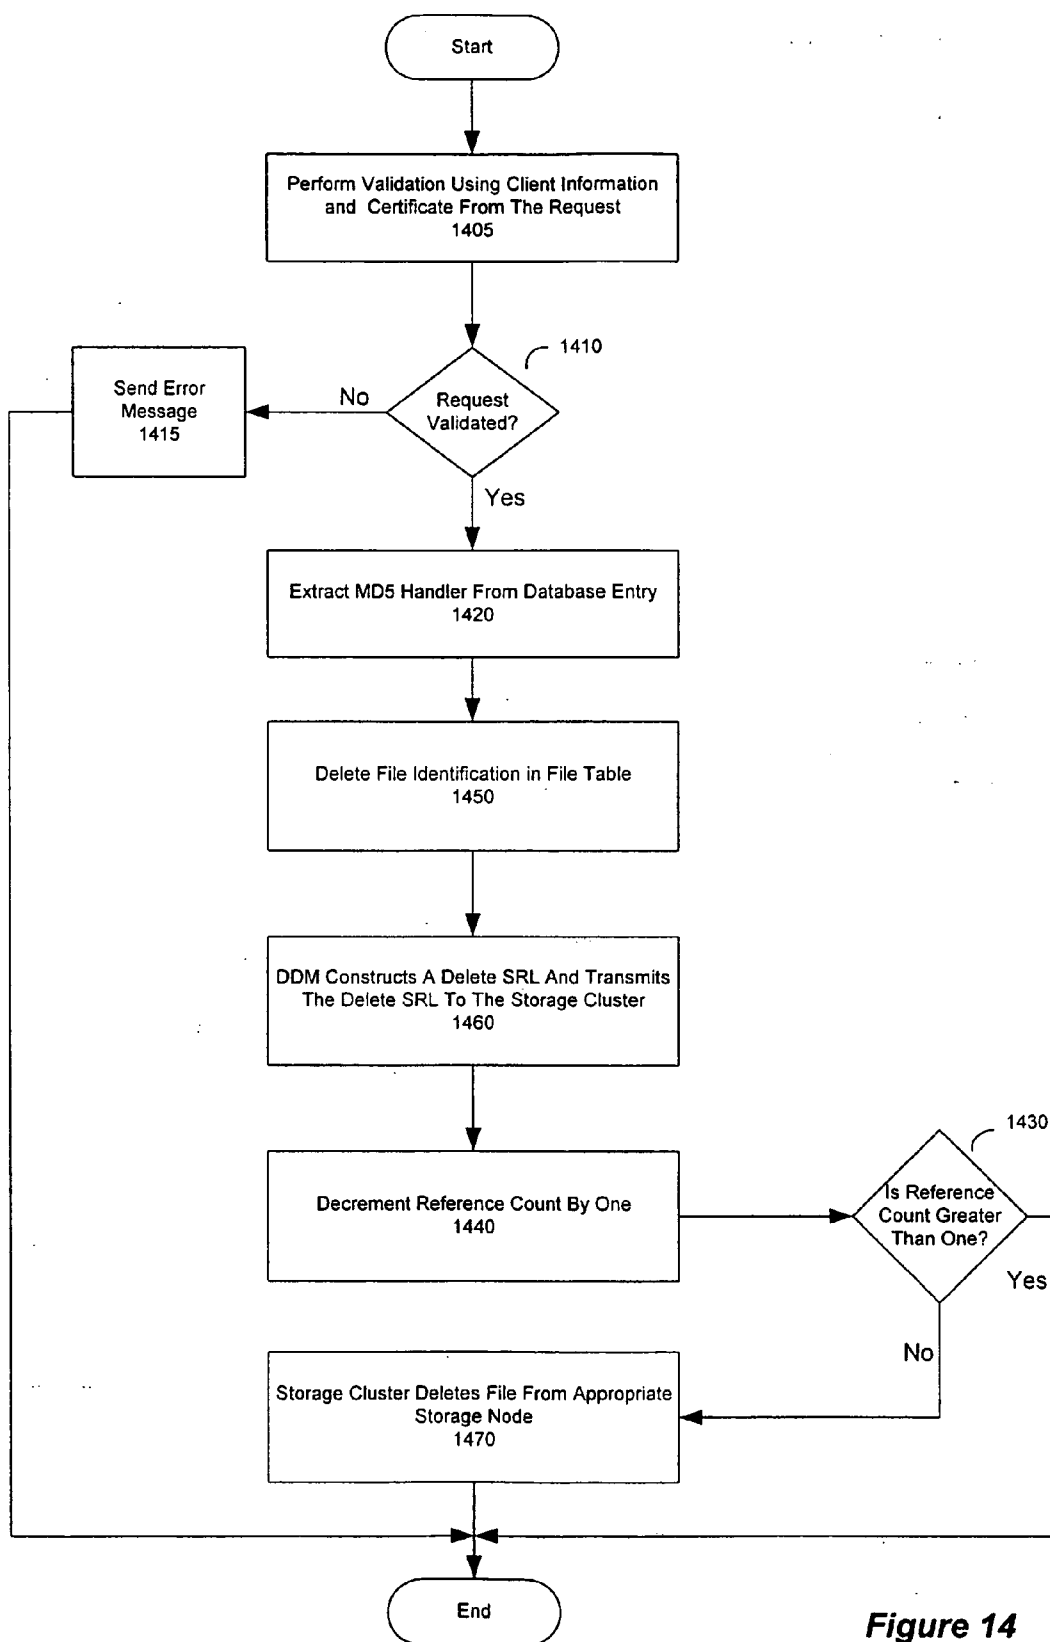 Start
Perform Validation Using Client Information
and Certificate From The Request
1405
1410
Request
Validated?
No
Send Error
Message
1415
Yes
Extract MD5 Handler From Database Entry
1420
Delete File Identification in File Table
1450
DDM Constructs A Delete SRL And Transmits
The Delete SRL To The Storage Cluster
1460
Decrement Reference Count By One
1440
1430
Is Reference
Count Greater
Than One?
Yes
No
Storage Cluster Deletes File From Appropriate
Storage Node
1470
End
Figure 14